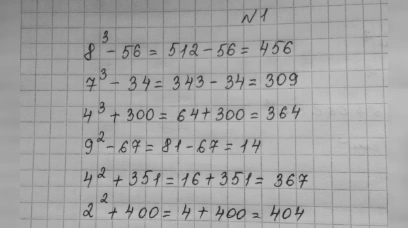 N1
8³ - 56 = 512 - 56 = 456
7³ - 34 = 343 - 34 = 309
4³ + 300 = 64 + 300 = 364
9² - 67 = 81 - 67 = 14
4² + 351 = 16 + 351 = 367
2² + 400 = 4 + 400 = 404